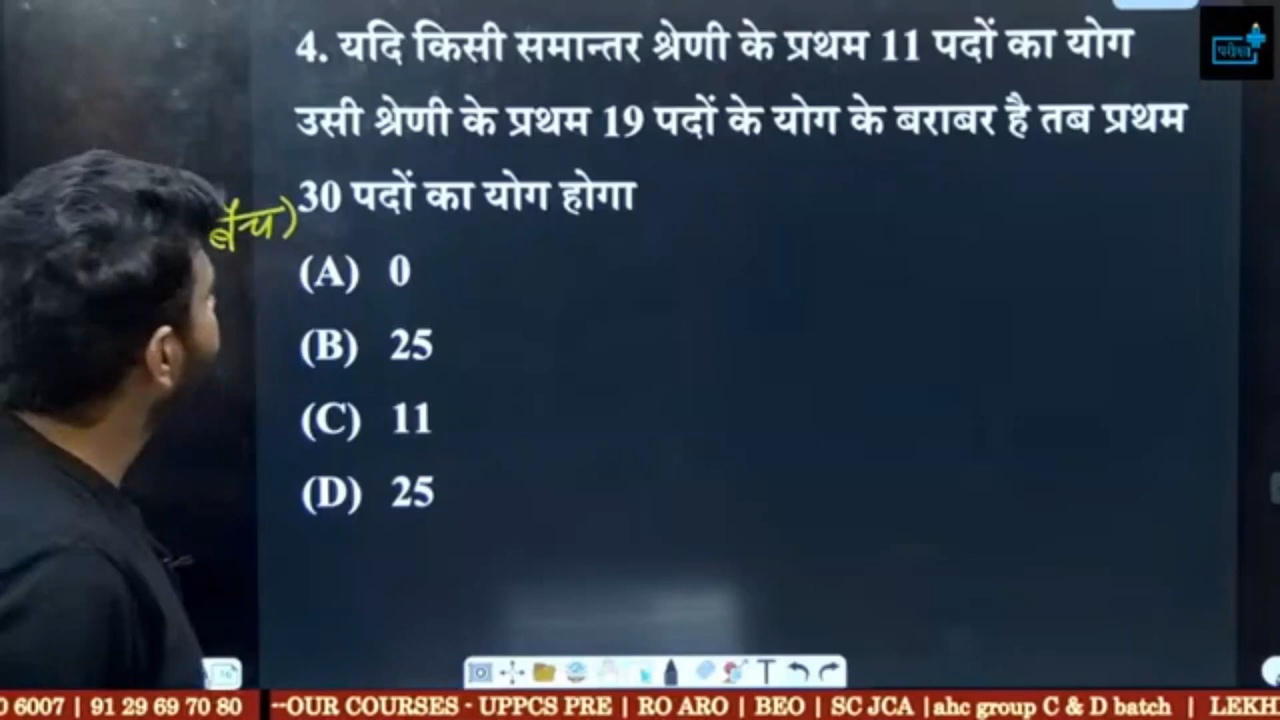 4. यदि किसी समान्तर श्रेणी के प्रथम 11 पदों का योग
परीक्षा
उसी श्रेणी के प्रथम 19 पदों के योग के बराबर है तब प्रथम
30 पदों का योग होगा
(A) 0
(B) 25
(C) 11
(D) 25
T
0 6007 | 91 29 69 70 80 --OUR COURSES - UPPCS PRE | RO ARO | BEO | SC JCA |ahc group C & D batch | LEKH